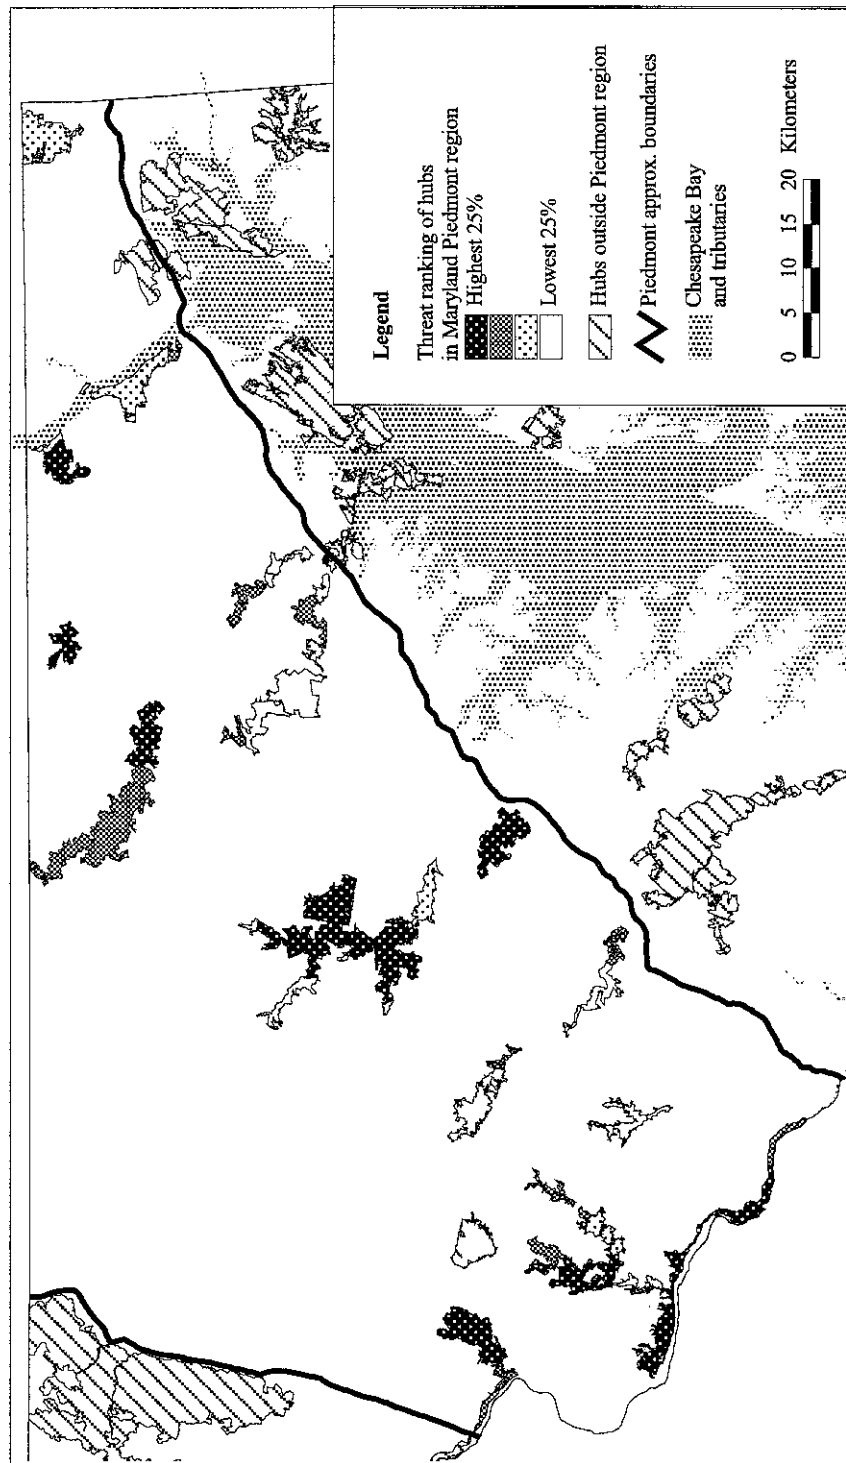 Legend
Threat ranking of hubs
in Maryland Piedmont region
Highest 25%
Lowest 25%
Hubs outside Piedmont region
Piedmont approx. boundaries
Chesapeake Bay
and tributaries
0 5 10 15 20 Kilometers